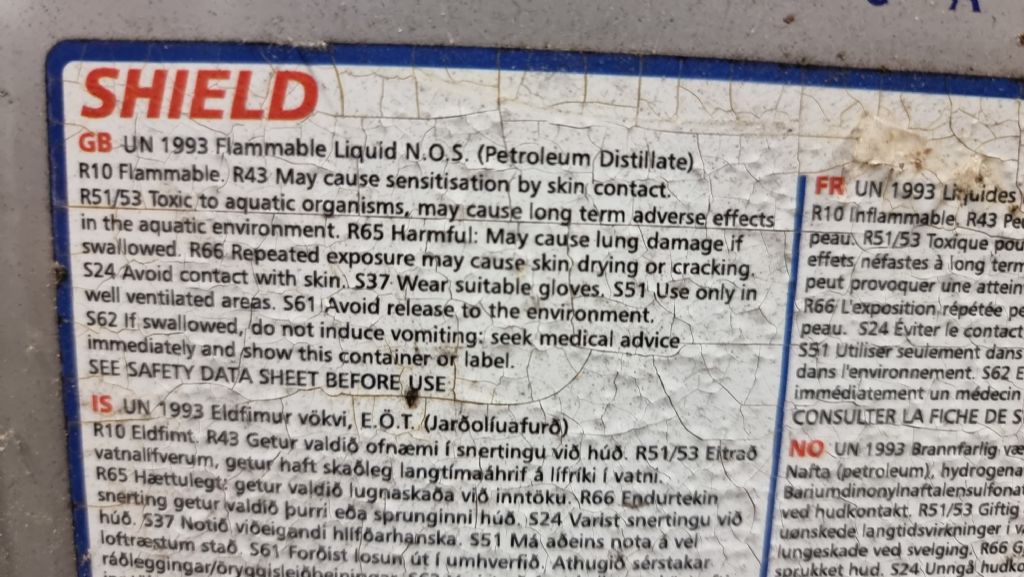 SHIELD
GB UN 1993 Flammable Liquid N.O.S. (Petroleum Distillate)
R10 Flammable. R43 May cause sensitisation by skin contact.
R51/53 Toxic to aquatic organisms, may cause long term adverse effects
in the aquatic environment. R65 Harmful: May cause lung damage if
swallowed. R66 Repeated exposure may cause skin drying or cracking.
S24 Avoid contact with skin. S37 Wear suitable gloves. S51 Use only in
well ventilated areas. S61 Avoid release to the environment.
S62 If swallowed, do not induce vomiting: seek medical advice
immediately and show this container or label.
SEE SAFETY DATA SHEET BEFORE USE
IS UN 1993 Eldfimur vökvi, E.Ö.T. (Jarðolíuafurð)
R10 Eldfimt. R43 Getur valdið ofnæmi í snertingu við húð. R51/53 Eitrað
vatnalífverum, getur haft skaðleg langtímaáhrif á lífríki í vatni.
R65 Hættulegt: getur valdið lugnaskaða við inntöku. R66 Endurtekin
snerting getur valdið þurri eða sprunginni húð. S24 Varist snertingu við
húð. S37 Notið viðeigandi hlífðarhanska. S51 Má aðeins nota á vel
loftræstum stað. S61 Forðist losun út í umhverfið. Athugið sérstakar
FR UN 1993 Liquides
R10 Inflammable. R43 Pe
peau. R51/53 Toxique pou
effets néfastes à long term
peut provoquer une attein
R66 L'exposition répétée pe
peau. S24 Éviter le contact
S51 Utiliser seulement dans
dans l'environnement. S62 E
immédiatement un médecin
CONSULTER LA FICHE DE S
NO UN 1993 Brannfarlig væ
Nafta (petroleum), hydrogena
Bariumdinonylnaftalensulfonat
ved hudkontakt. R51/53 Giftig
uønskede langtidsvirkninger i v
lungeskade ved svelging. R66 G
sprukket hud. S24 Unngå hudko